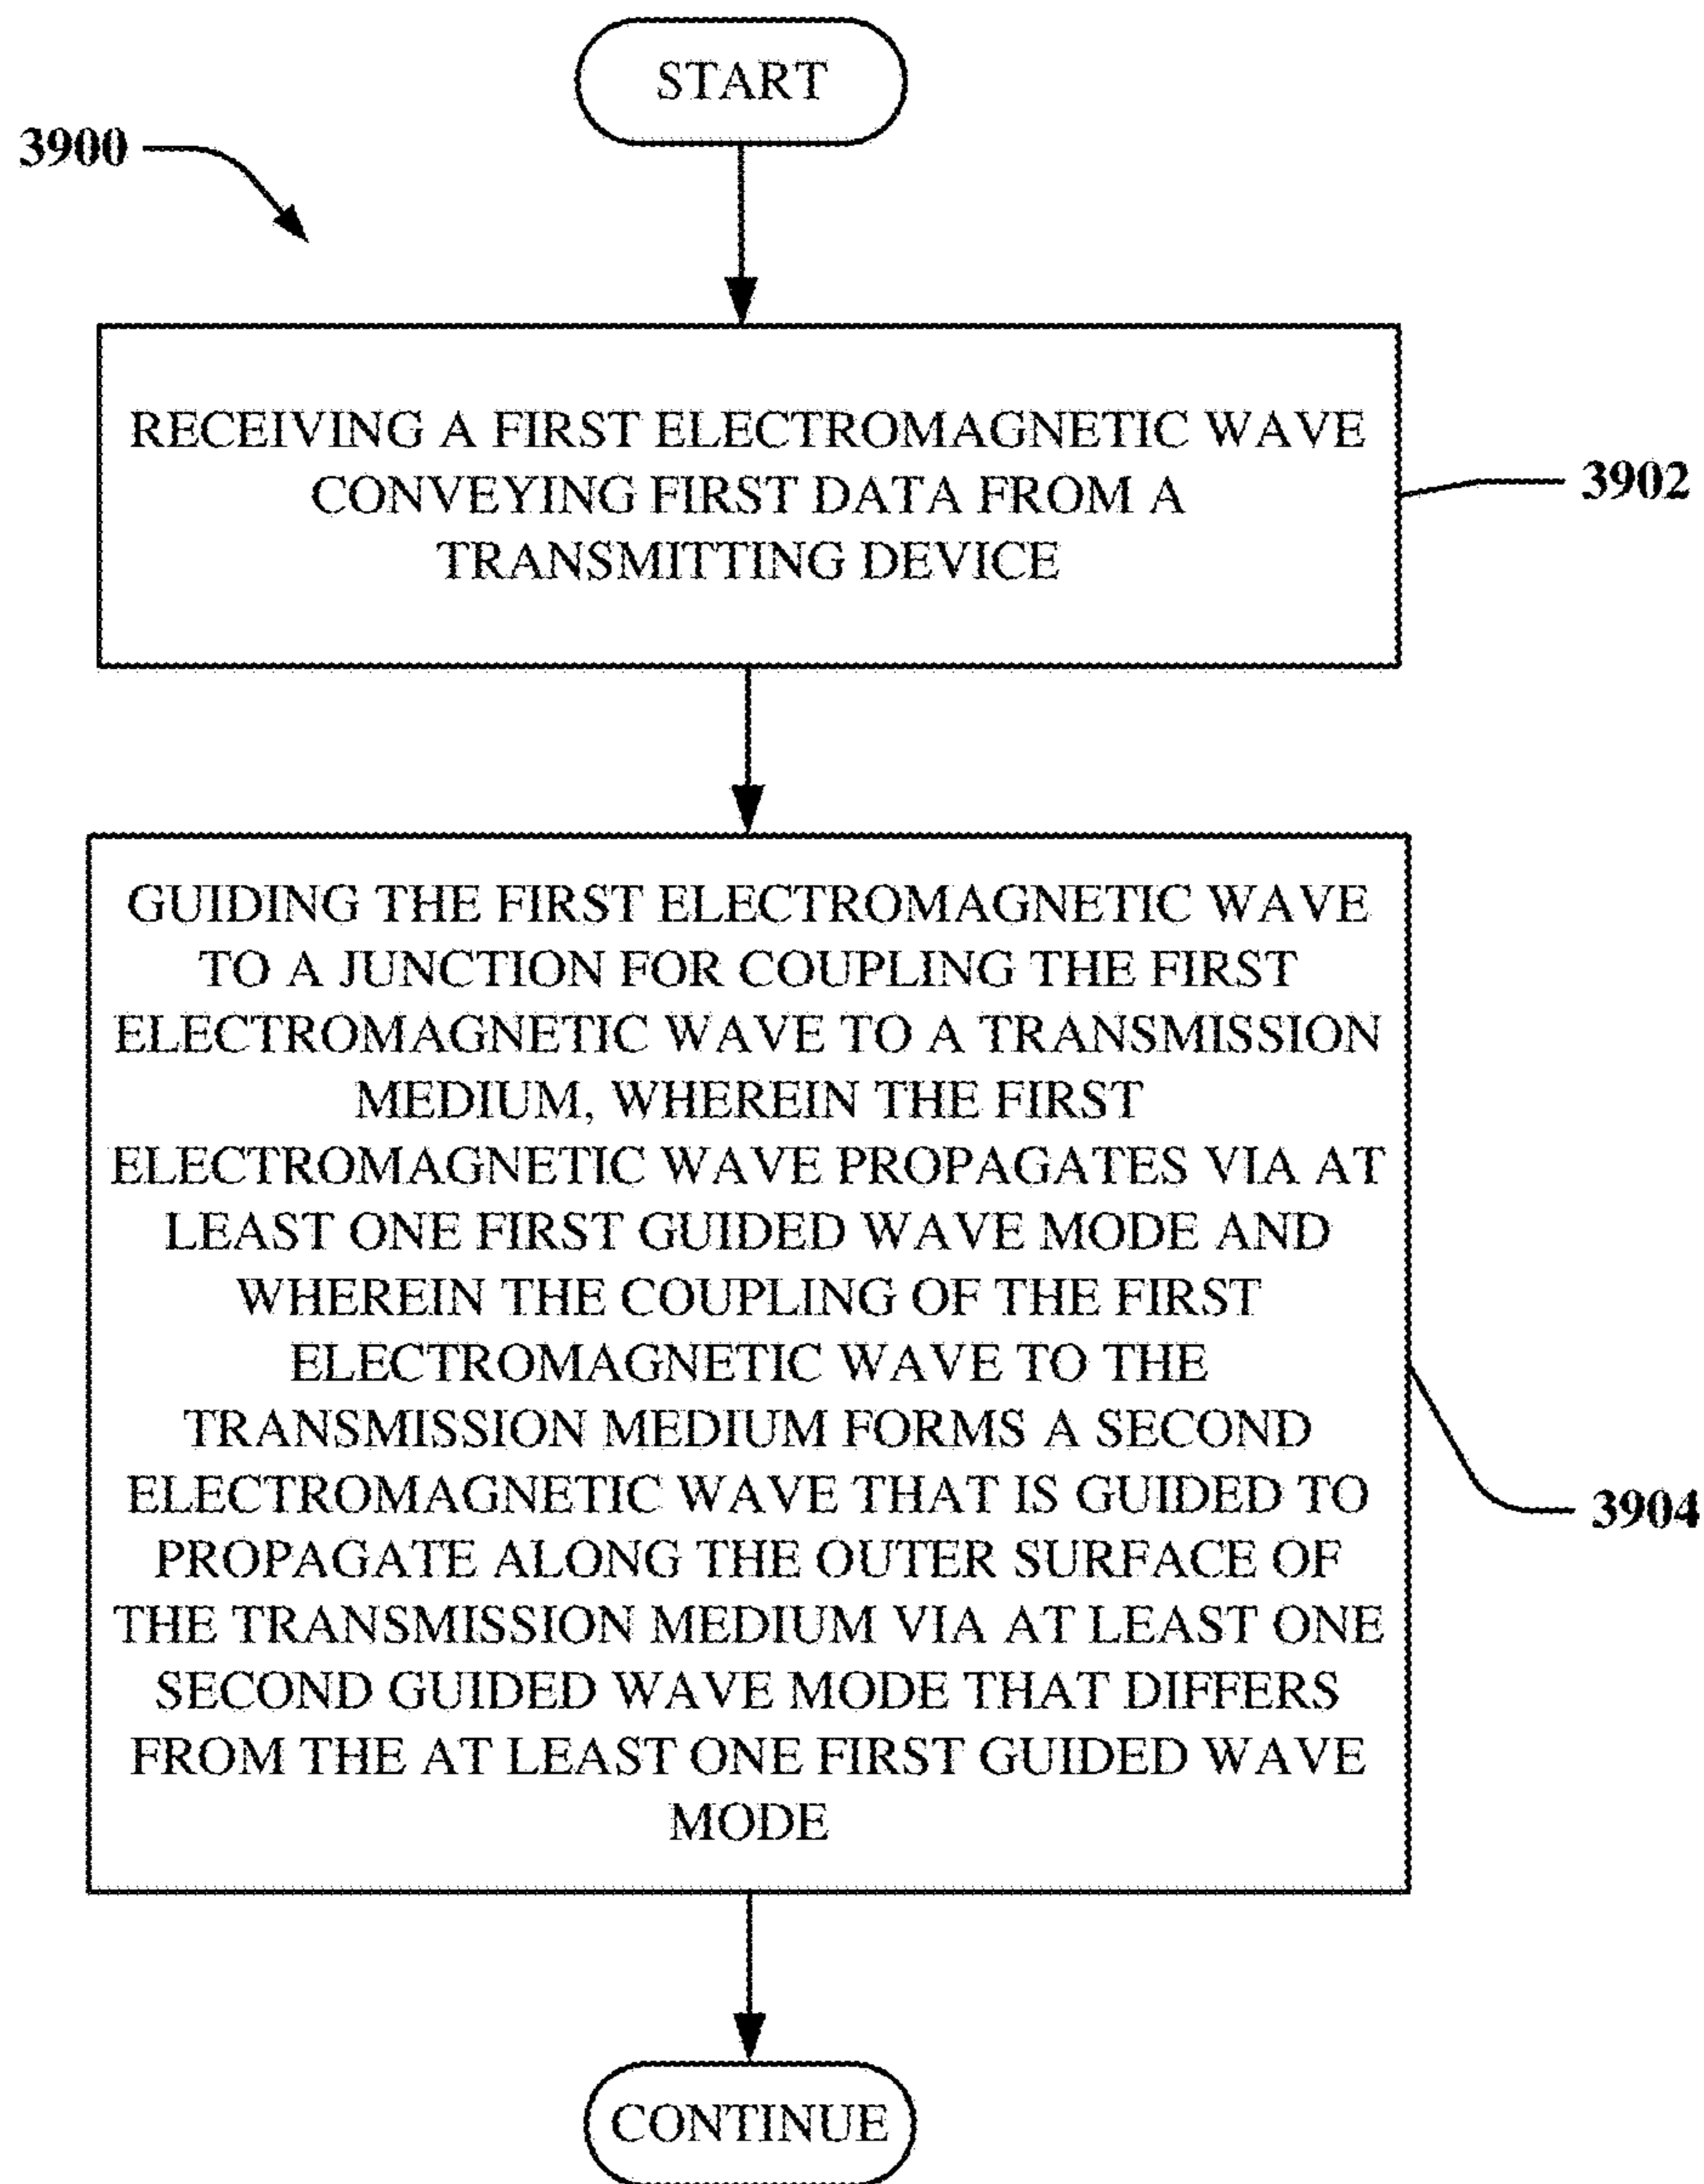 START
3900
RECEIVING A FIRST ELECTROMAGNETIC WAVE
CONVEYING FIRST DATA FROM A
TRANSMITTING DEVICE
3902
GUIDING THE FIRST ELECTROMAGNETIC WAVE
TO A JUNCTION FOR COUPLING THE FIRST
ELECTROMAGNETIC WAVE TO A TRANSMISSION
MEDIUM, WHEREIN THE FIRST
ELECTROMAGNETIC WAVE PROPAGATES VIA AT
LEAST ONE FIRST GUIDED WAVE MODE AND
WHEREIN THE COUPLING OF THE FIRST
ELECTROMAGNETIC WAVE TO THE
TRANSMISSION MEDIUM FORMS A SECOND
ELECTROMAGNETIC WAVE THAT IS GUIDED TO
PROPAGATE ALONG THE OUTER SURFACE OF
THE TRANSMISSION MEDIUM VIA AT LEAST ONE
SECOND GUIDED WAVE MODE THAT DIFFERS
FROM THE AT LEAST ONE FIRST GUIDED WAVE
MODE
3904
CONTINUE